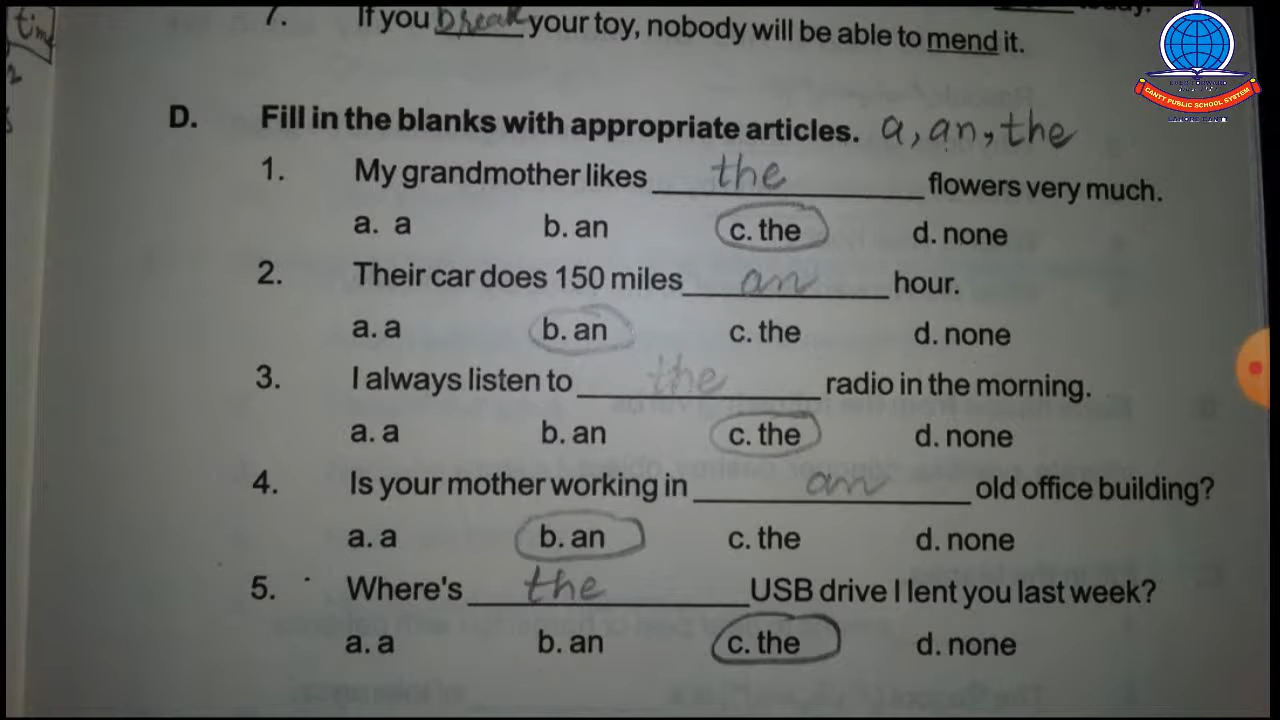 time
7. If you break your toy, nobody will be able to mend it.
D. Fill in the blanks with appropriate articles. a, an, the
1. My grandmother likes the flowers very much.
a. a b. an c. the d. none
2. Their car does 150 miles an hour.
a. a b. an c. the d. none
3. I always listen to the radio in the morning.
a. a b. an c. the d. none
4. Is your mother working in an old office building?
a. a b. an c. the d. none
5. Where's the USB drive I lent you last week?
a. a b. an c. the d. none
CANTT PUBLIC SCHOOL SYSTEM
LAHORE CANTT